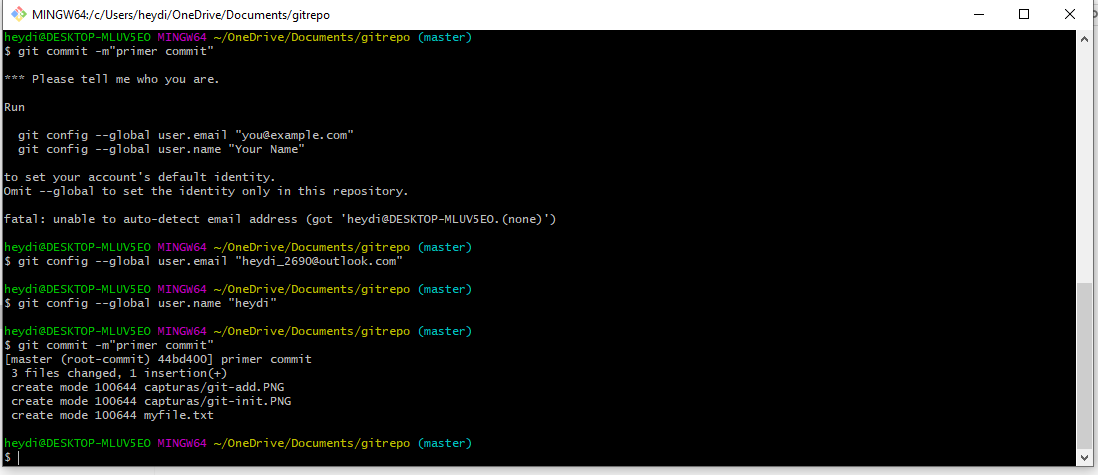 MINGW64:/c/Users/heydi/OneDrive/Documents/gitrepo
heydi@DESKTOP-MLUV5EO MINGW64 ~/OneDrive/Documents/gitrepo (master)
$ git commit -m"primer commit"
*** Please tell me who you are.
Run
git config --global user.email "you@example.com"
git config --global user.name "Your Name"
to set your account's default identity.
Omit --global to set the identity only in this repository.
fatal: unable to auto-detect email address (got 'heydi@DESKTOP-MLUV5EO.(none)')
heydi@DESKTOP-MLUV5EO MINGW64 ~/OneDrive/Documents/gitrepo (master)
$ git config --global user.email "heydi_2690@outlook.com"
heydi@DESKTOP-MLUV5EO MINGW64 ~/OneDrive/Documents/gitrepo (master)
$ git config --global user.name "heydi"
heydi@DESKTOP-MLUV5EO MINGW64 ~/OneDrive/Documents/gitrepo (master)
$ git commit -m"primer commit"
[master (root-commit) 44bd400] primer commit
3 files changed, 1 insertion(+)
create mode 100644 capturas/git-add.PNG
create mode 100644 capturas/git-init.PNG
create mode 100644 myfile.txt
heydi@DESKTOP-MLUV5EO MINGW64 ~/OneDrive/Documents/gitrepo (master)
$